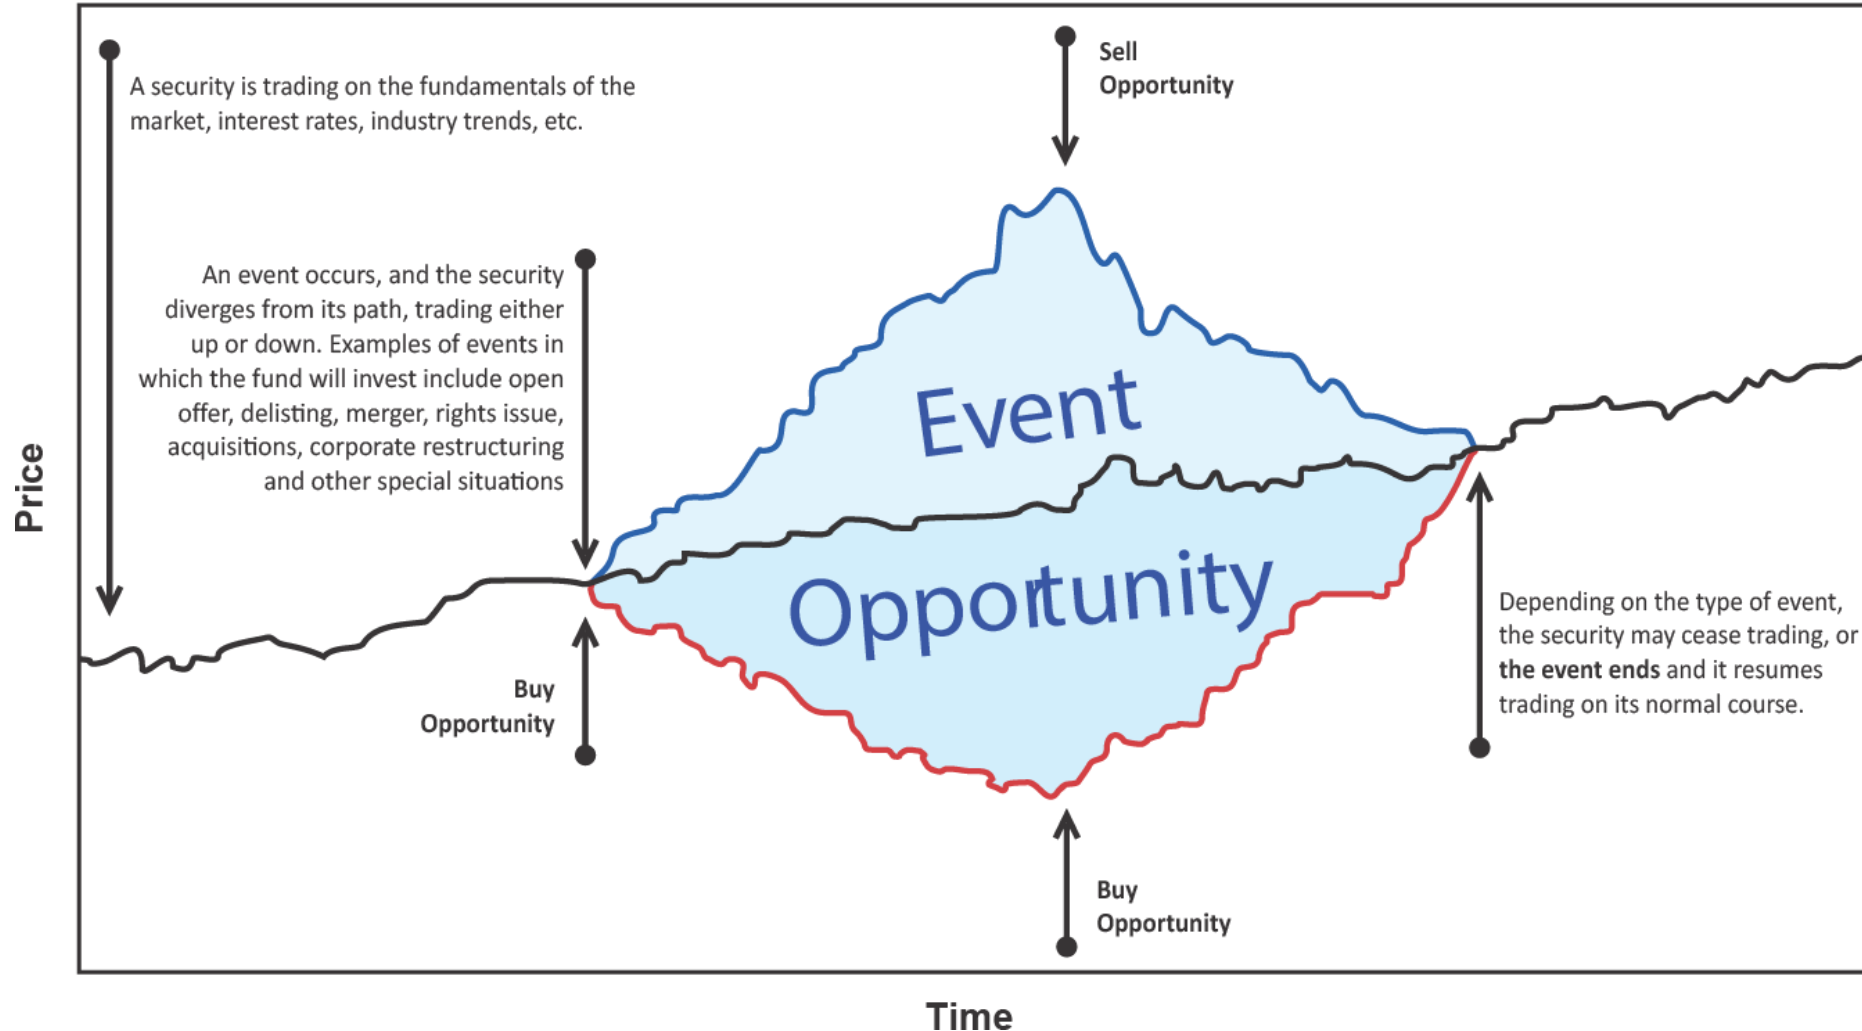 A security is trading on the fundamentals of the
market, interest rates, industry trends, etc.
Sell
Opportunity
An event occurs, and the security
diverges from its path, trading either
up or down. Examples of events in
which the fund will invest include open
offer, delisting, merger, rights issue,
acquisitions, corporate restructuring
and other special situations
Event
Opportunity
Price
Buy
Opportunity
Depending on the type of event,
the security may cease trading, or
the event ends and it resumes
trading on its normal course.
Buy
Opportunity
Time